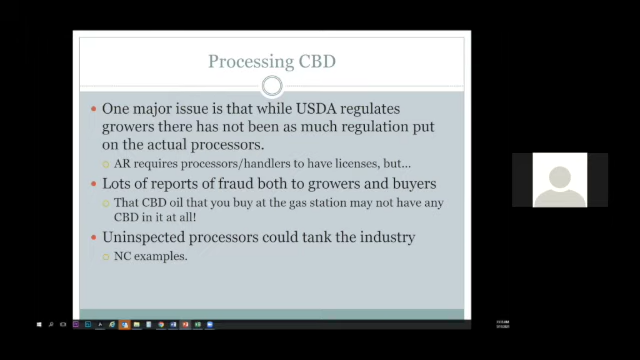 Processing CBD
One major issue is that while USDA regulates
growers there has not been as much regulation put
on the actual processors.
AR requires processors/handlers to have licenses, but...
Lots of reports of fraud both to growers and buyers
That CBD oil that you buy at the gas station may not have any
CBD in it at all!
Uninspected processors could tank the industry
NC examples.